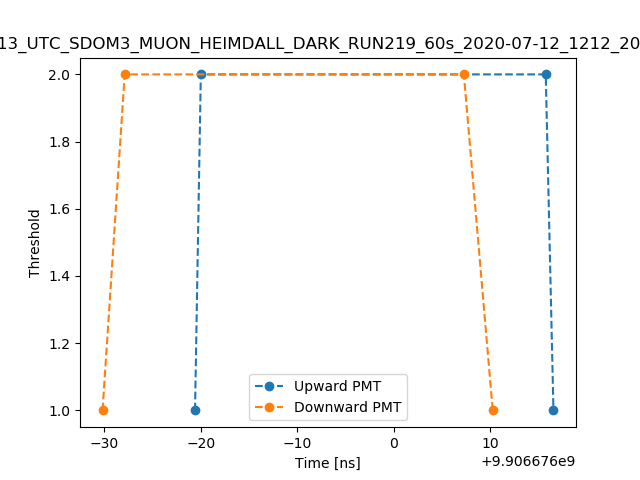 13_UTC_SDOM3_MUON_HEIMDALL_DARK_RUN219_60s_2020-07-12_1212_20
2.0
1.8
1.6
1.4
1.2
1.0
Threshold
Upward PMT
Downward PMT
−30 −20 −10 0 10
Time [ns]
+9.906676e9